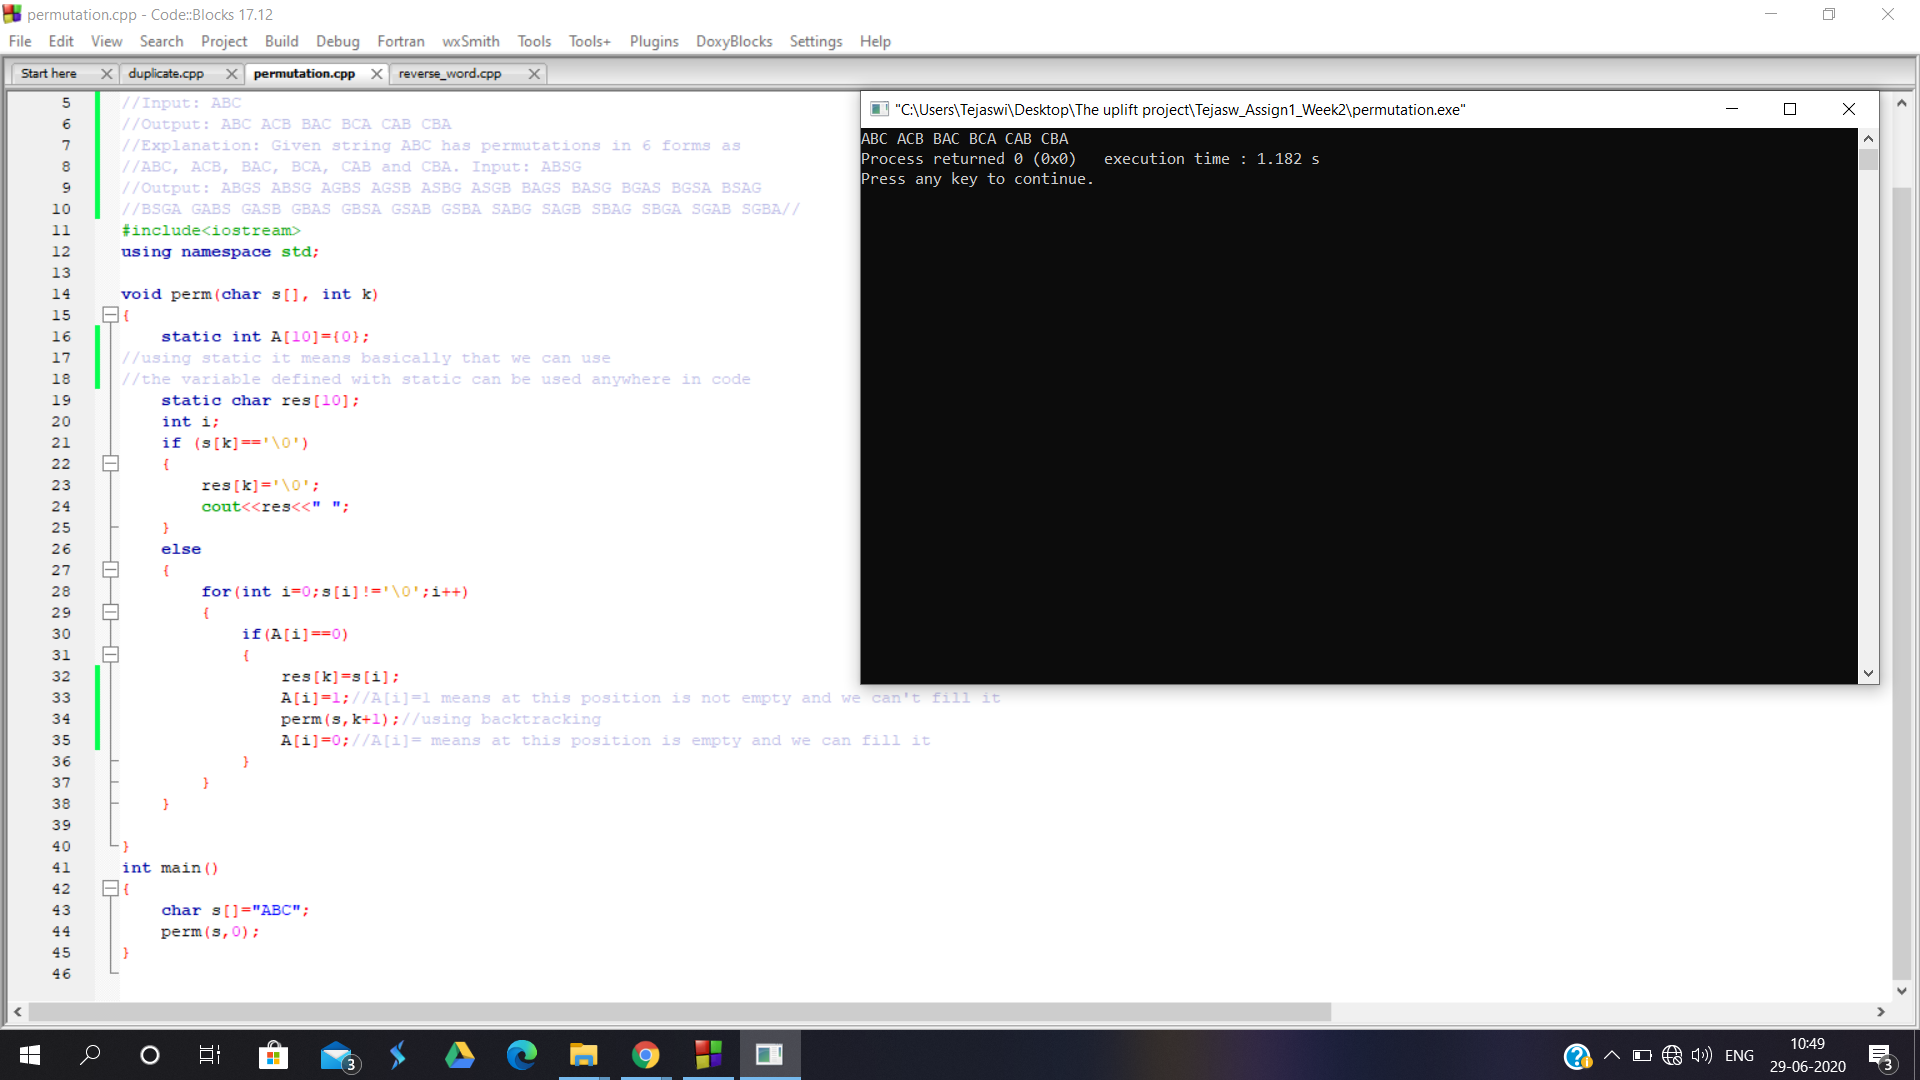 permutation.cpp - Code::Blocks 17.12
File Edit View Search Project Build Debug Fortran wxSmith Tools Tools+ Plugins DoxyBlocks Settings Help
Start here duplicate.cpp permutation.cpp reverse_word.cpp
5 //Input: ABC
6 //Output: ABC ACB BAC BCA CAB CBA
7 //Explanation: Given string ABC has permutations in 6 forms as
8 //ABC, ACB, BAC, BCA, CAB and CBA. Input: ABSG
9 //Output: ABGS ABSG AGBS AGSB ASBG ASGB BAGS BASG BGAS BGSA BSAG
10 //BSGA GABS GASB GBAS GBSA GSAB GSBA SABG SAGB SBAG SBGA SGAB SGBA//
11 #include<iostream>
12 using namespace std;
13
14 void perm(char s[], int k)
15 {
16 static int A[10]={0};
17 //using static it means basically that we can use
18 //the variable defined with static can be used anywhere in code
19 static char res[10];
20 int i;
21 if (s[k]=='\0')
22 {
23 res[k]='\0';
24 cout<<res<<" ";
25 }
26 else
27 {
28 for(int i=0;s[i]!='\0';i++)
29 {
30 if(A[i]==0)
31 {
32 res[k]=s[i];
33 A[i]=1;//A[i]=1 means at this position is not empty and we can't fill it
34 perm(s,k+1);//using backtracking
35 A[i]=0;//A[i]= means at this position is empty and we can fill it
36 }
37 }
38 }
39
40 }
41 int main()
42 {
43 char s[]="ABC";
44 perm(s,0);
45 }
46
"C:\Users\Tejaswi\Desktop\The uplift project\Tejasw_Assign1_Week2\permutation.exe"
ABC ACB BAC BCA CAB CBA
Process returned 0 (0x0) execution time : 1.182 s
Press any key to continue.
3
ENG
10:49
29-06-2020
3